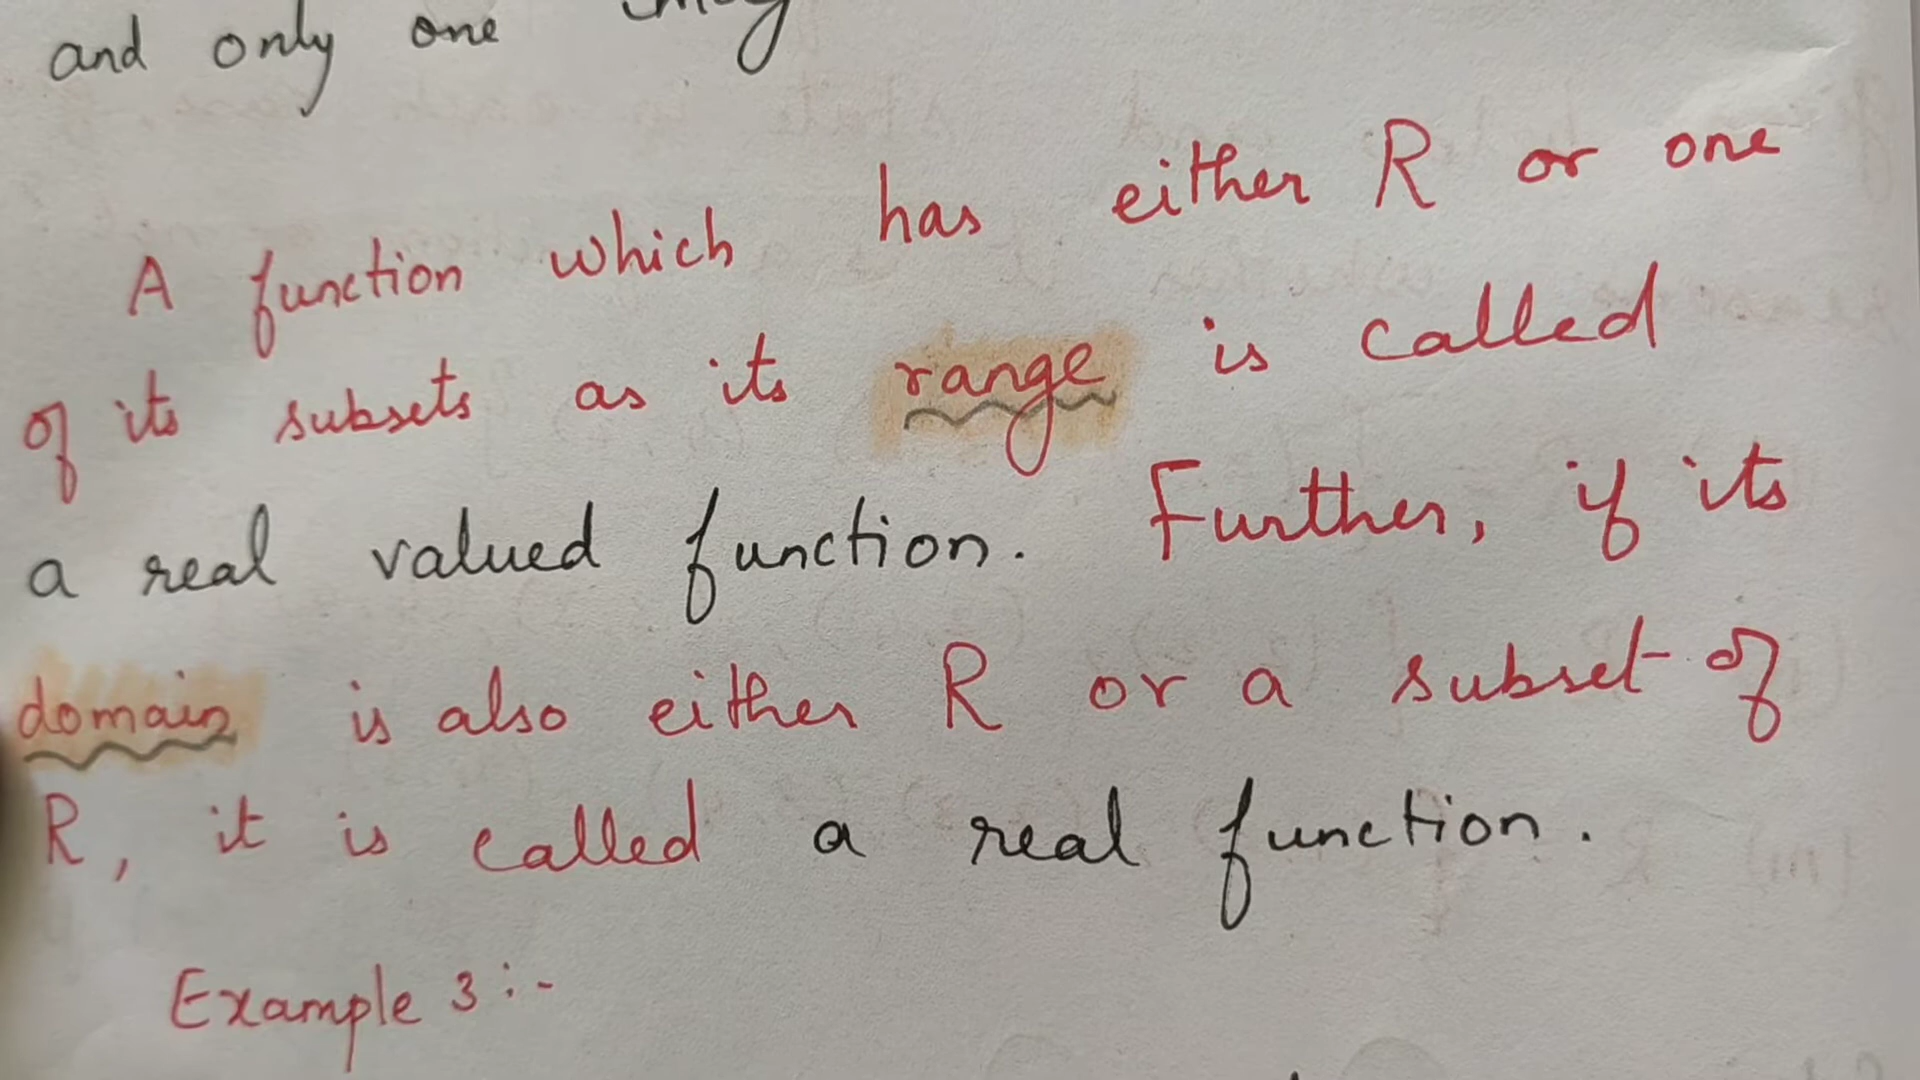 and only one
A function which has either R or one
of its subsets as its range is called
a real valued function. Further, if its
domain is also either R or a subset of
R, it is called a real function.
Example 3:-